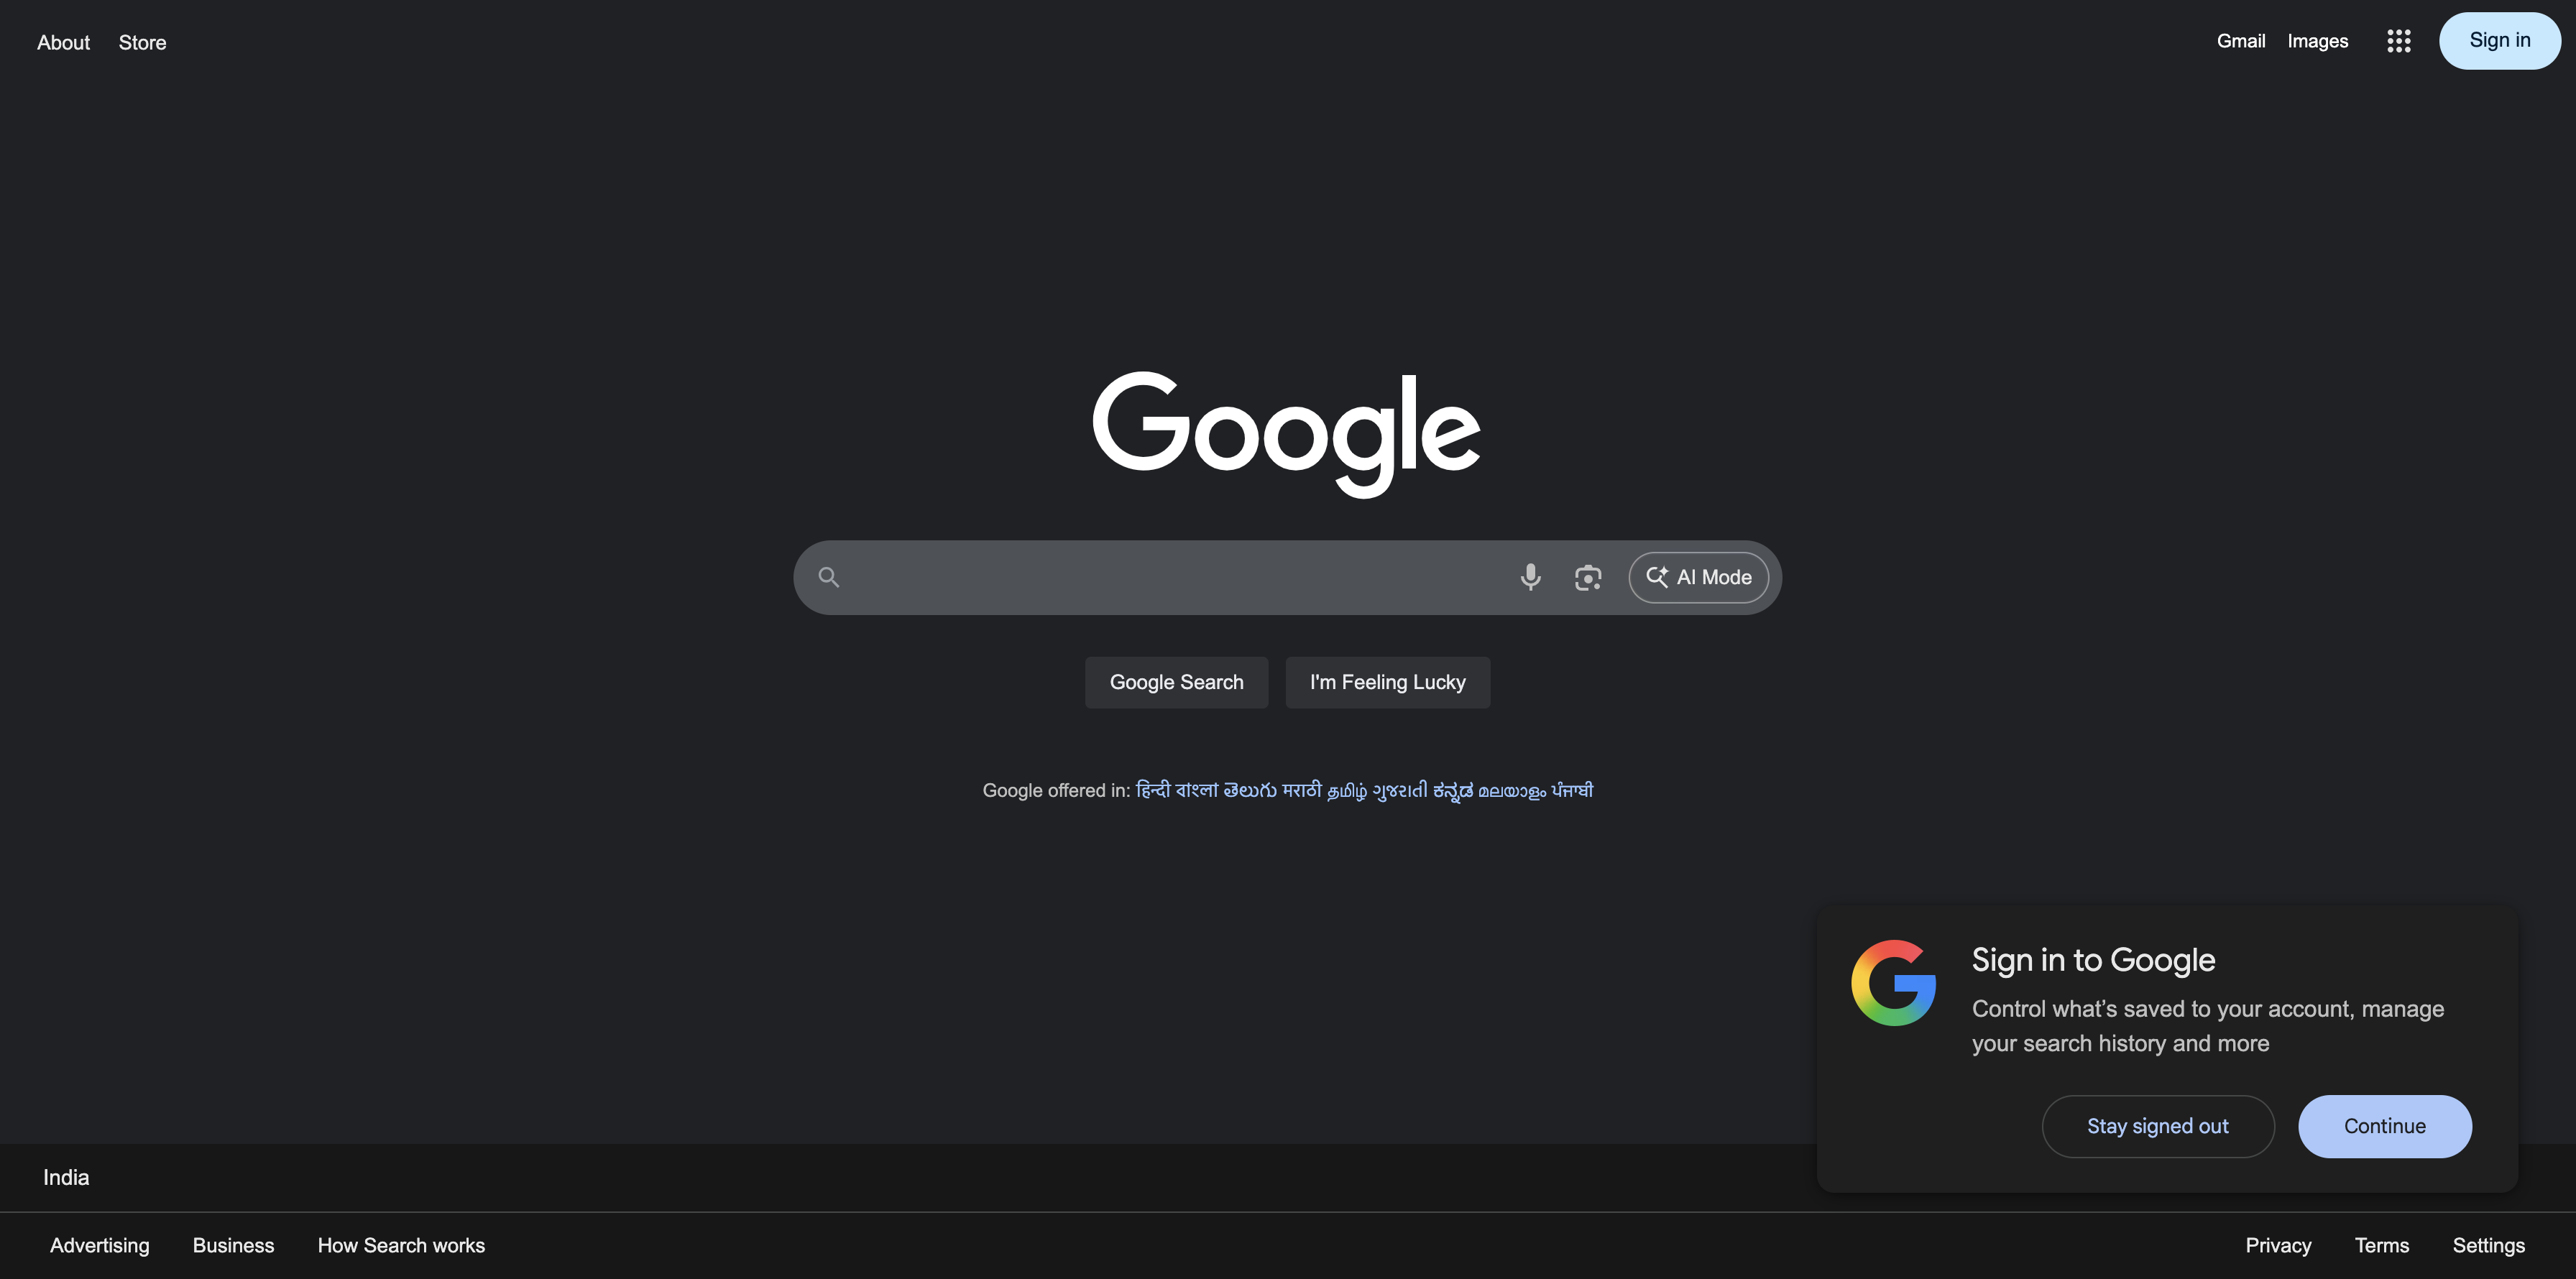 About Store
Gmail Images Sign in
Google
AI Mode
Google Search I'm Feeling Lucky
Google offered in: हिन्दी বাংলা తెలుగు मराठी தமிழ் ગુજરાતી ಕನ್ನಡ മലയാളം ਪੰਜਾਬੀ
Sign in to Google
Control what’s saved to your account, manage
your search history and more
Stay signed out Continue
India
Advertising Business How Search works
Privacy Terms Settings